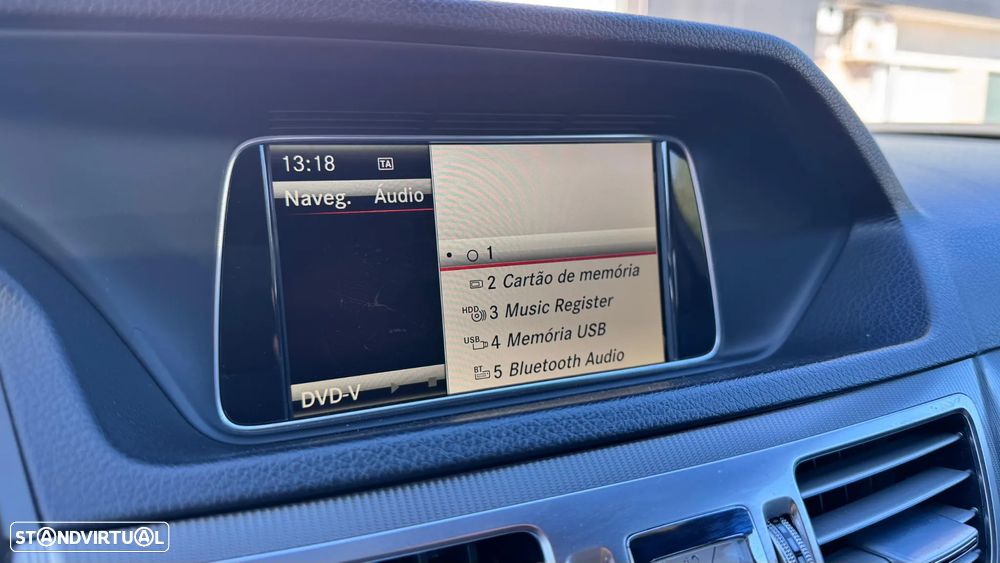 13:18 TA
Naveg. Áudio
1
2 Cartão de memória
HDD 3 Music Register
USB 4 Memória USB
BT 5 Bluetooth Audio
DVD-V
STANDVIRTUAL